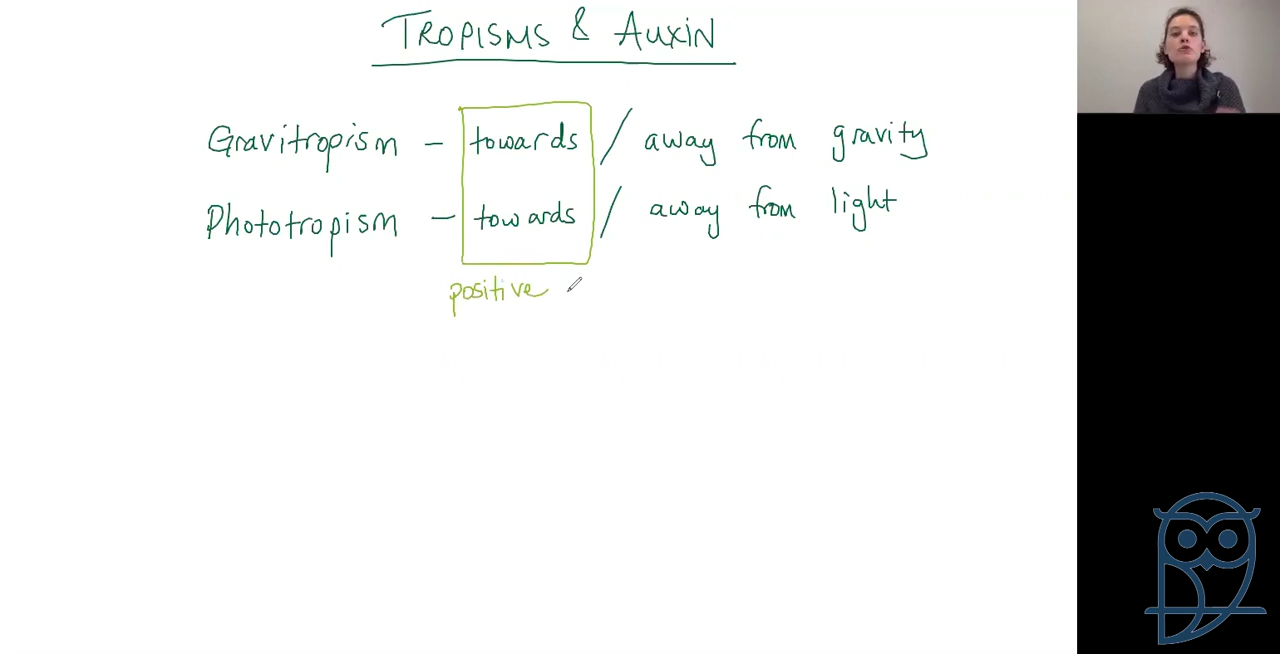 TROPISMS & AUXIN
Gravitropism - towards / away from gravity
Phototropism - towards / away from light
positive